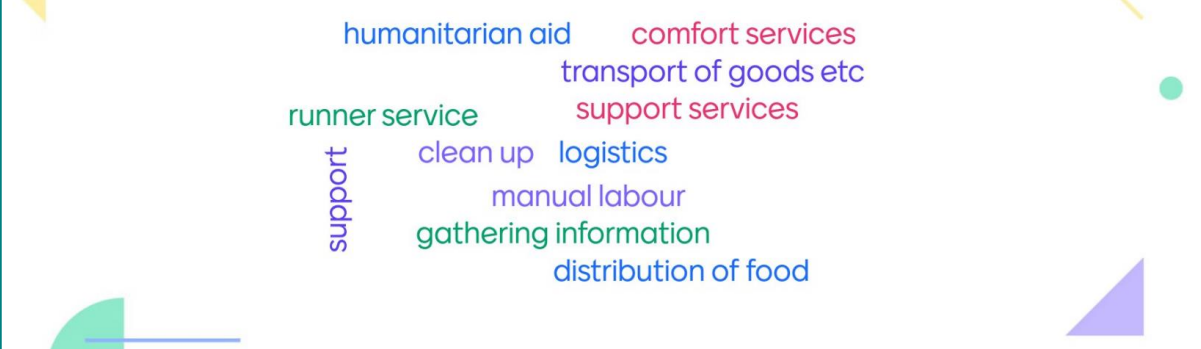 humanitarian aid
comfort services
transport of goods etc
runner service
support services
support
clean up
logistics
manual labour
gathering information
distribution of food